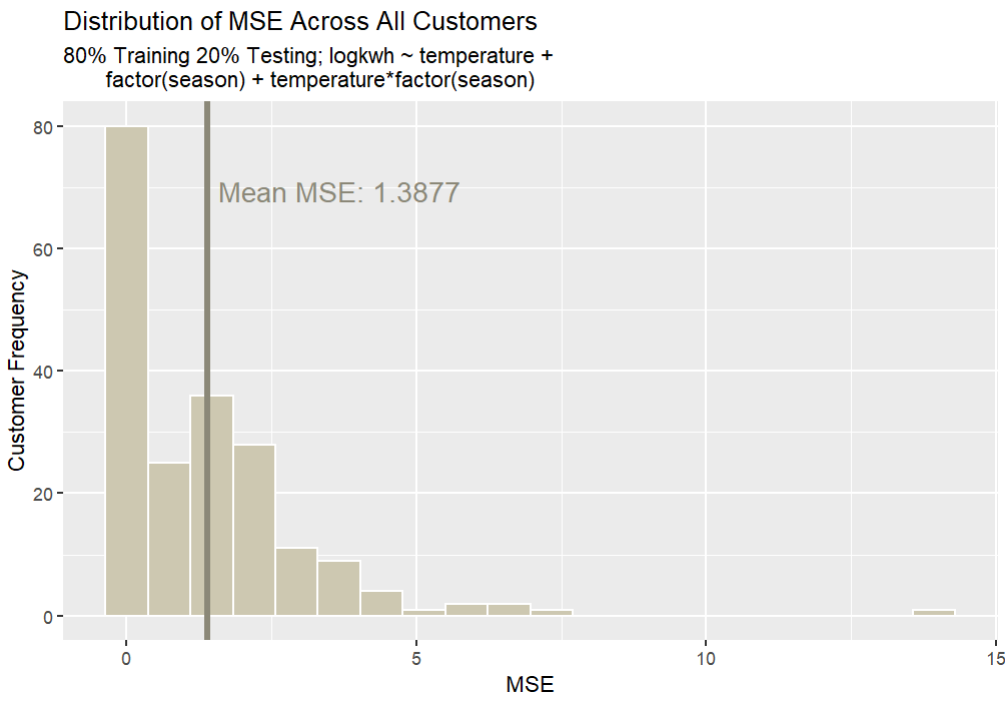 Distribution of MSE Across All Customers
80% Training 20% Testing; logkwh ~ temperature +
factor(season) + temperature*factor(season)
80
60
40
20
0
Customer Frequency
Mean MSE: 1.3877
0
5
10
15
MSE